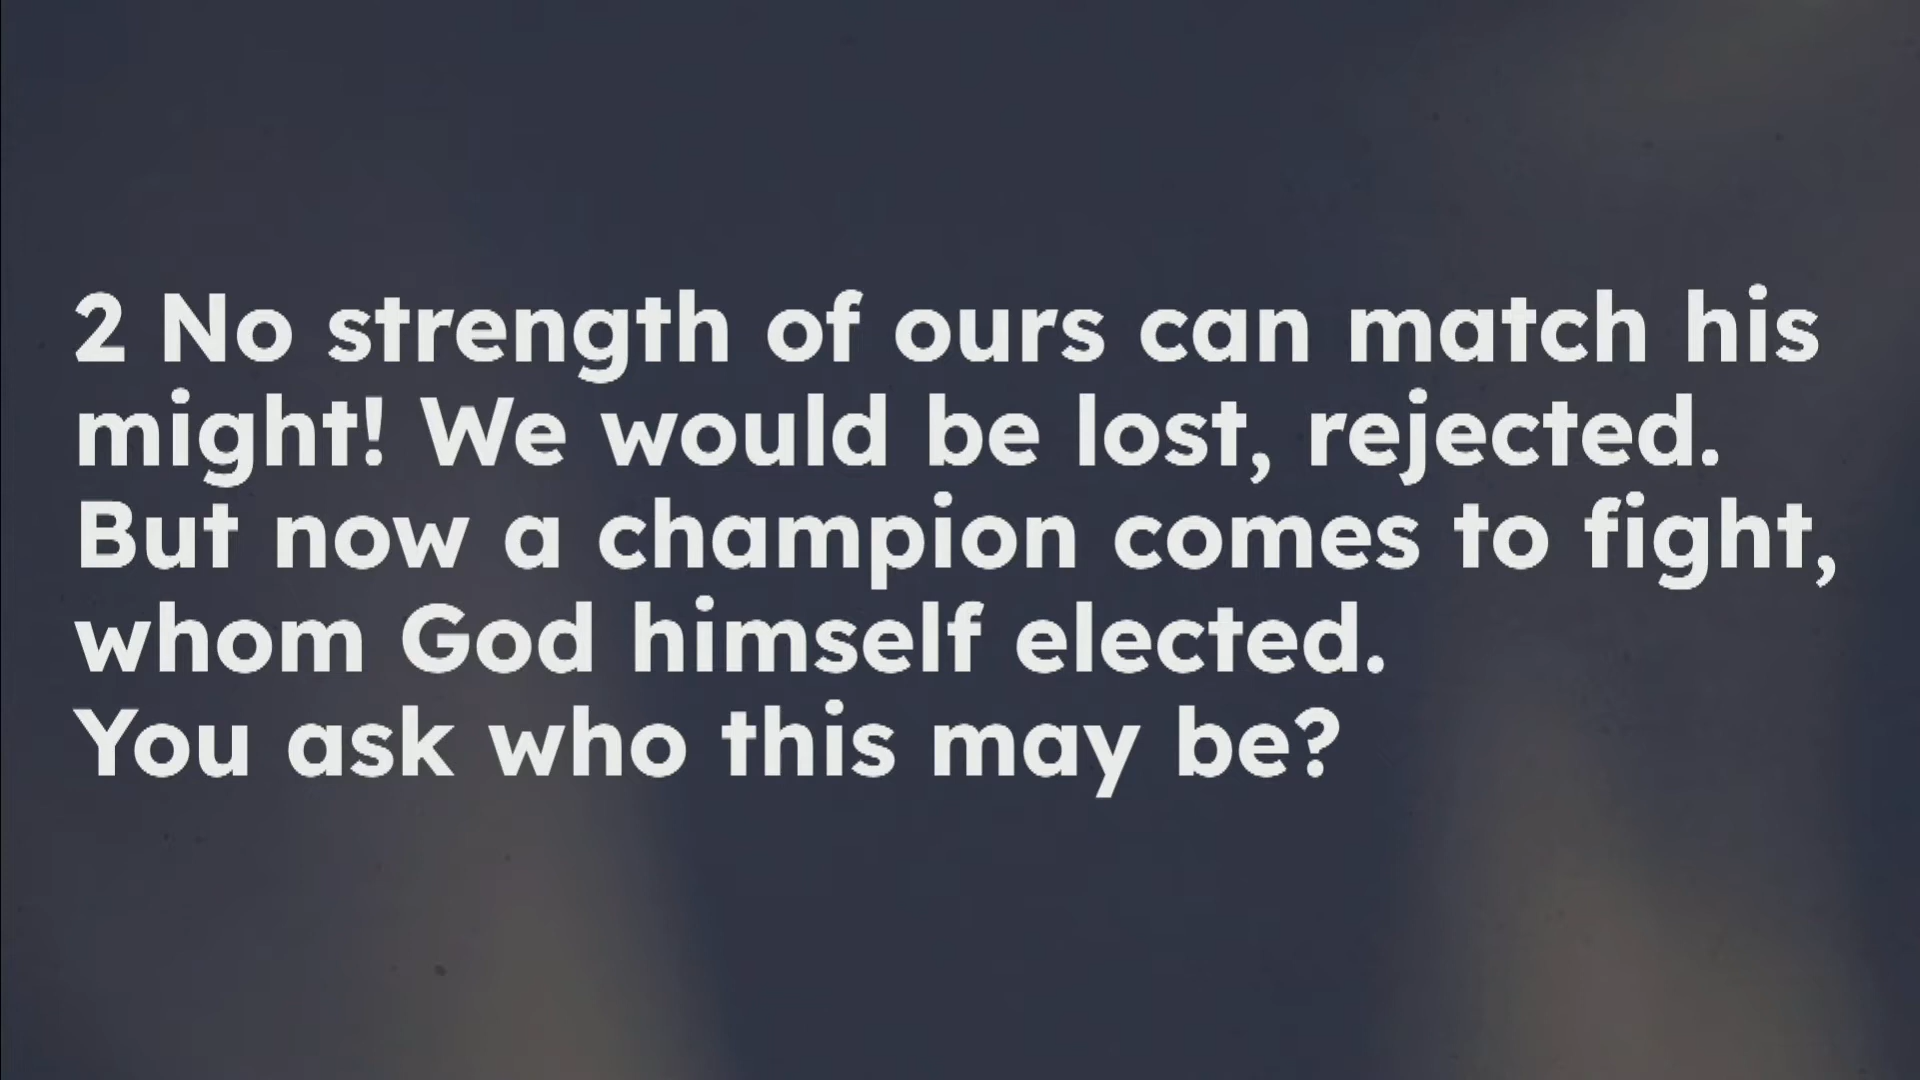 2 No strength of ours can match his
might! We would be lost, rejected.
But now a champion comes to fight,
whom God himself elected.
You ask who this may be?